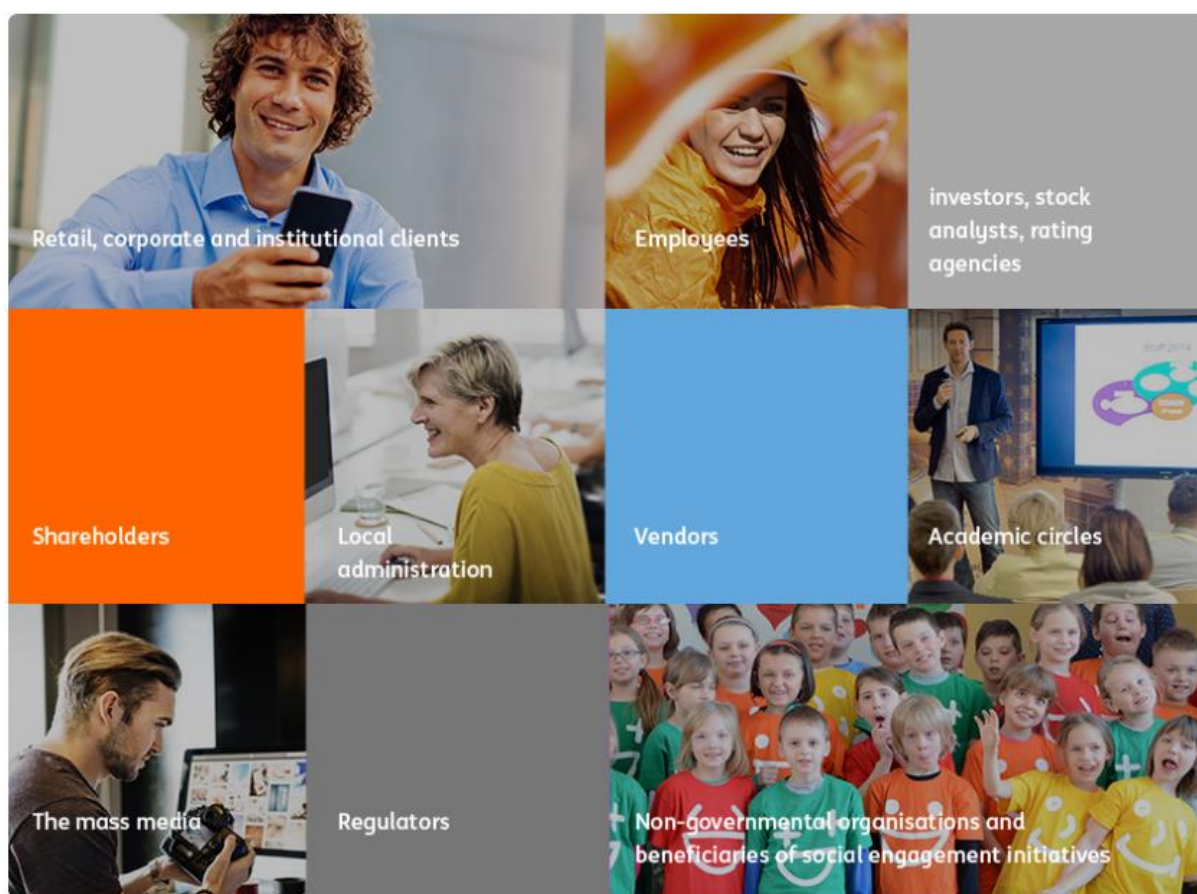 Retail, corporate and institutional clients
Employees
investors, stock
analysts, rating
agencies
Shareholders
Local
administration
Vendors
Academic circles
The mass media
Regulators
Non-governmental organisations and
beneficiaries of social engagement initiatives